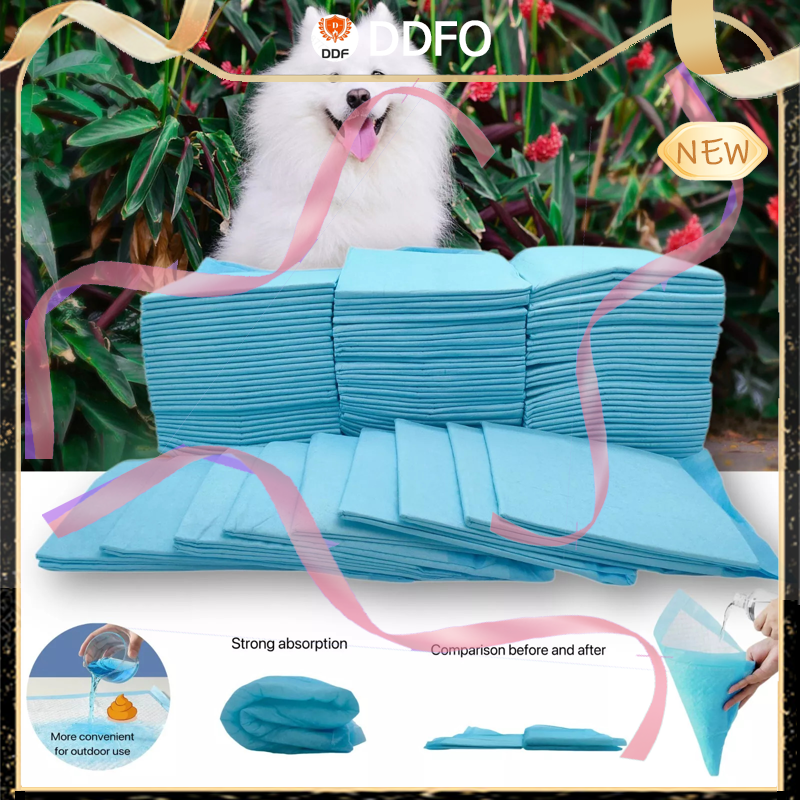 D
DDF
DDFO
NEW
Strong absorption
Comparison before and after
More convenient
for outdoor use